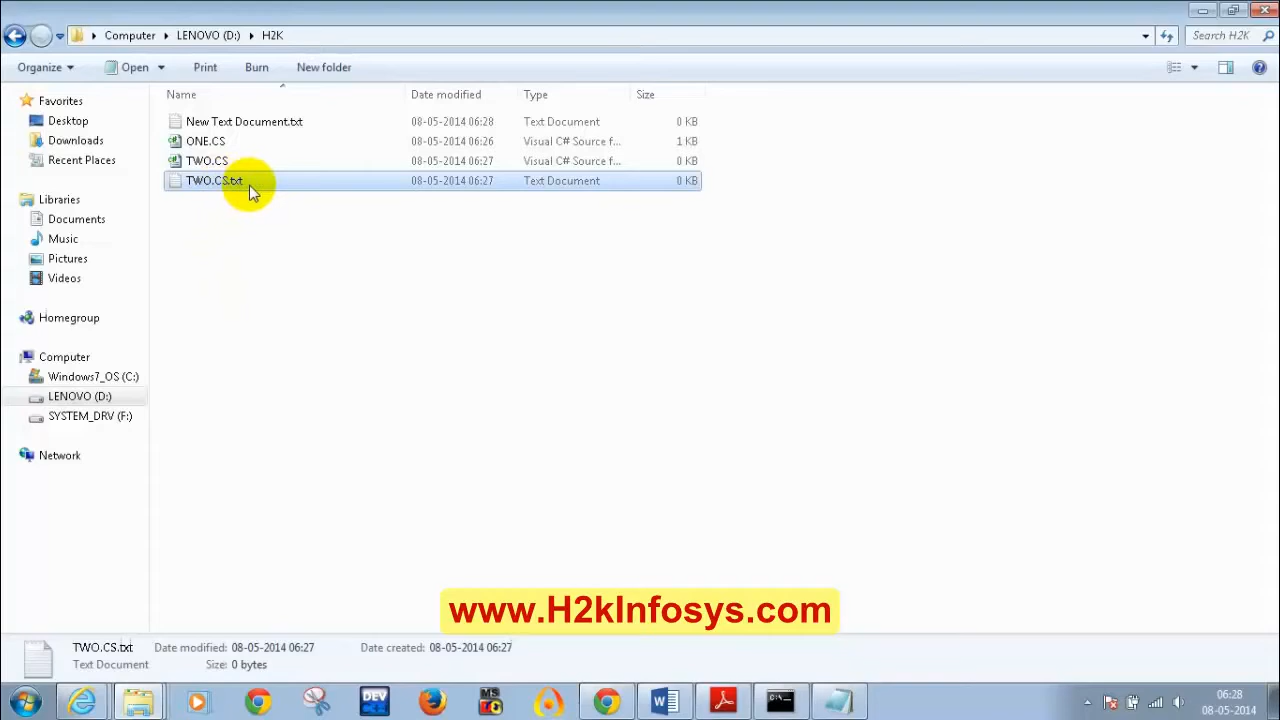 Computer LENOVO (D:) H2K Search H2K
Organize Open Print Burn New folder
Name Date modified Type Size
New Text Document.txt 08-05-2014 06:28 Text Document 0 KB
ONE.CS 08-05-2014 06:26 Visual C# Source f... 1 KB
TWO.CS 08-05-2014 06:27 Visual C# Source f... 0 KB
TWO.CS.txt 08-05-2014 06:27 Text Document 0 KB
Favorites
Desktop
Downloads
Recent Places
Libraries
Documents
Music
Pictures
Videos
Homegroup
Computer
Windows7_OS (C:)
LENOVO (D:)
SYSTEM_DRV (F:)
Network
www.H2kInfosys.com
TWO.CS.txt Date modified: 08-05-2014 06:27 Date created: 08-05-2014 06:27
Text Document Size: 0 bytes
DEV
MS
C:\
W
06:28
08-05-2014